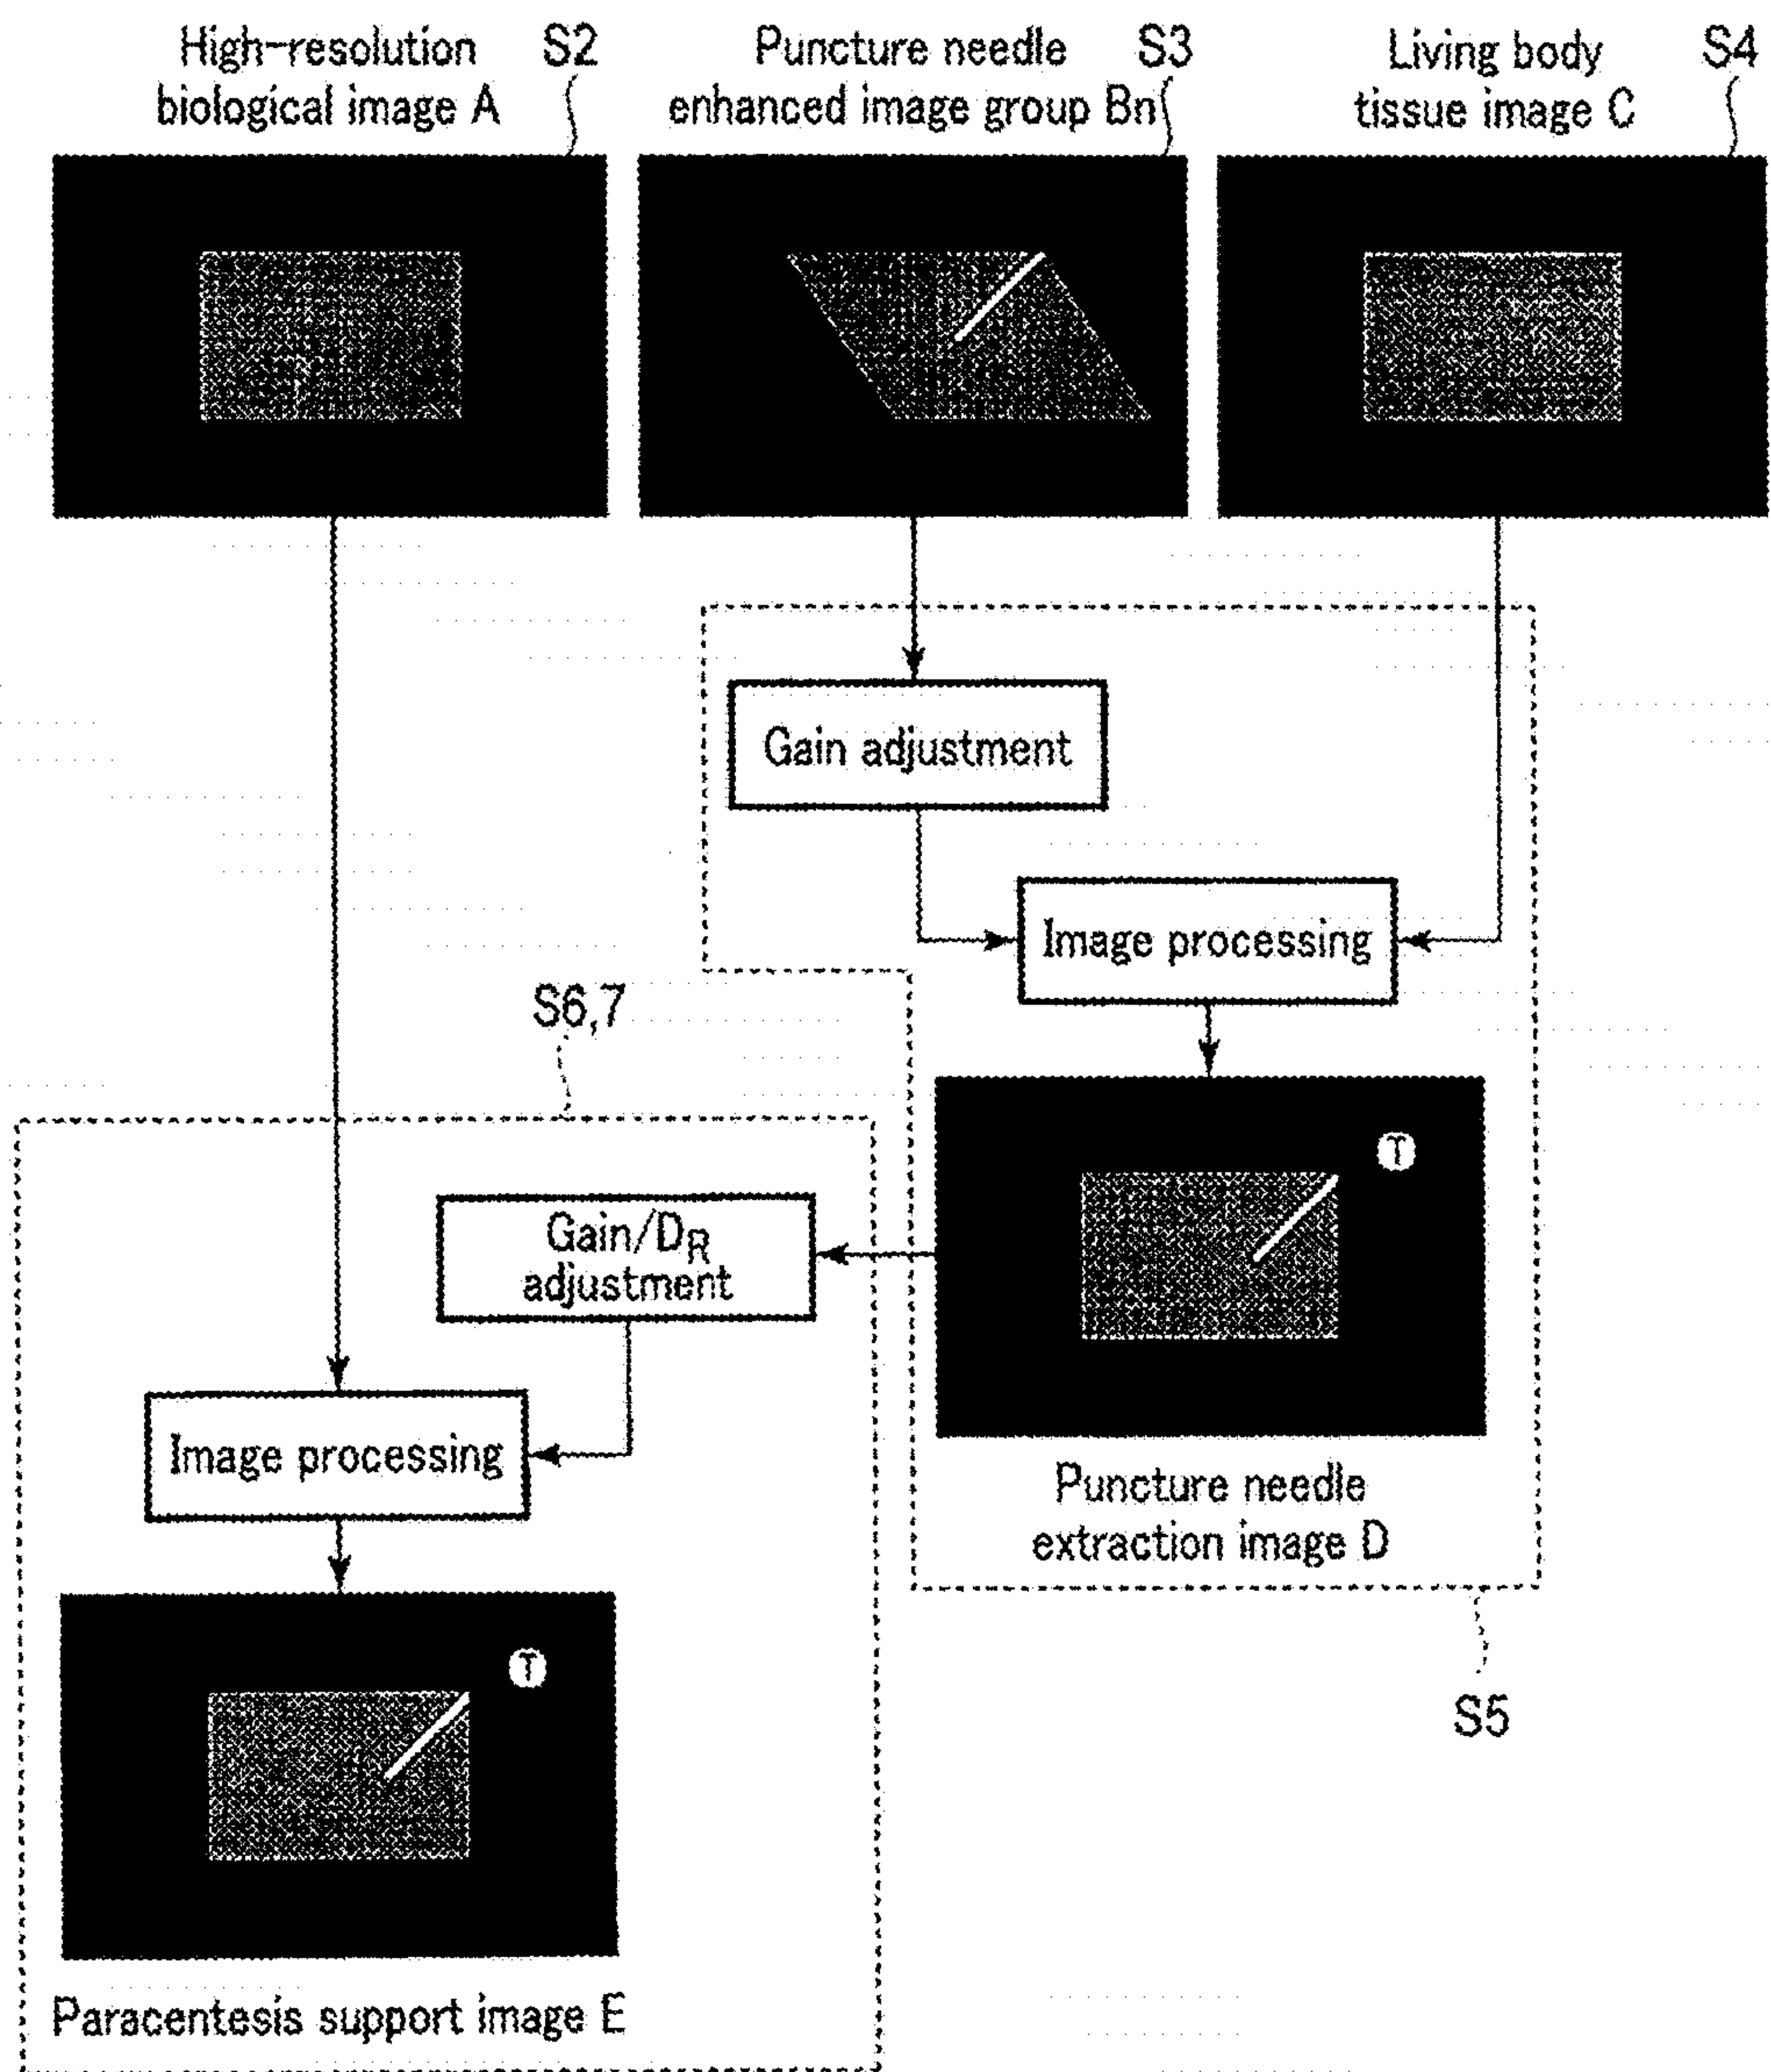 High-resolution
biological image A
S2
Puncture needle
enhanced image group Bn
S3
Living body
tissue image C
S4
Gain adjustment
Image processing
S6,7
T
Gain/DR
adjustment
Image processing
Puncture needle
extraction image D
T
S5
Paracentesis support image E